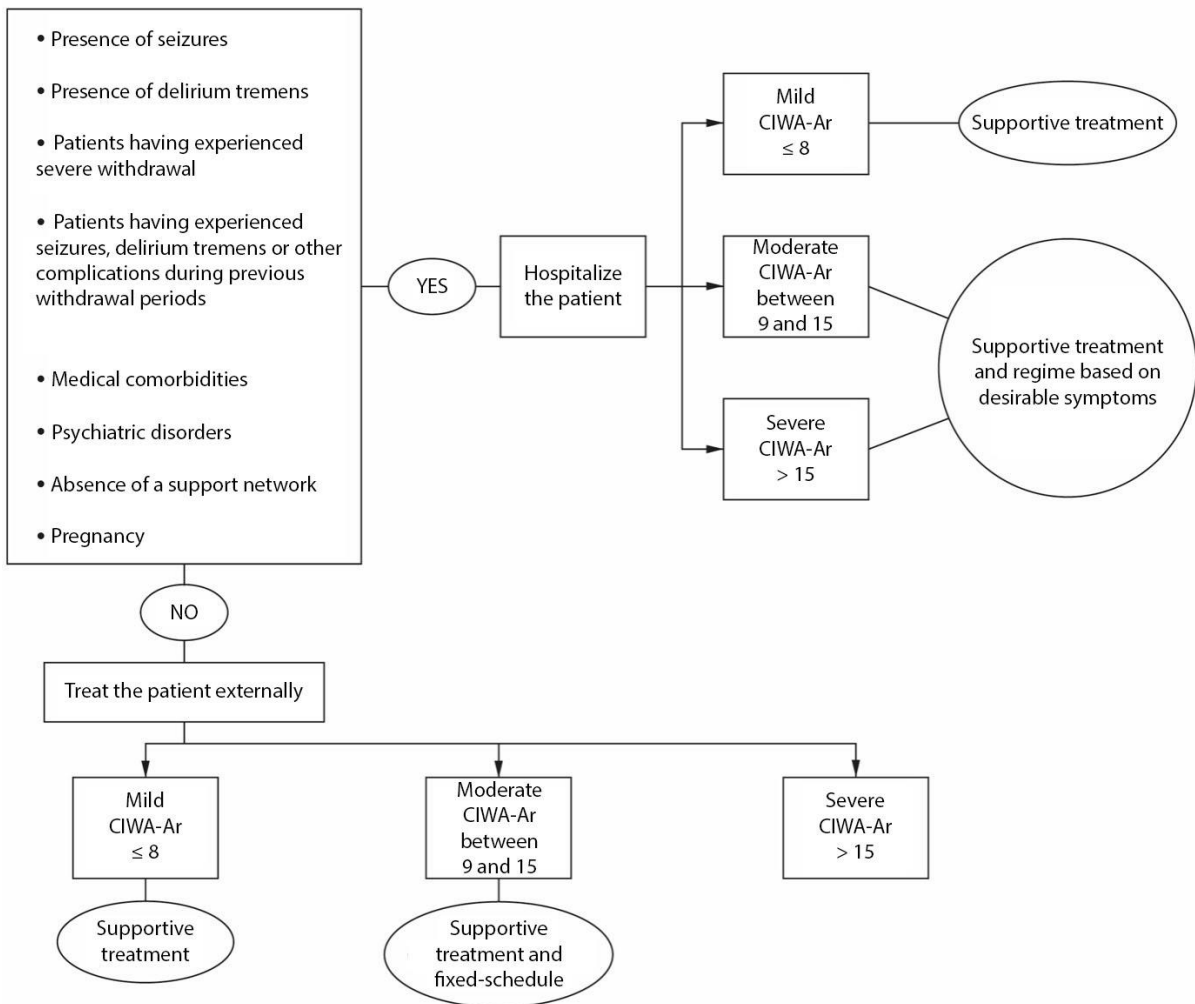 • Presence of seizures
• Presence of delirium tremens
• Patients having experienced
severe withdrawal
• Patients having experienced
seizures, delirium tremens or other
complications during previous
withdrawal periods
• Medical comorbidities
• Psychiatric disorders
• Absence of a support network
• Pregnancy
YES
Hospitalize
the patient
Mild
CIWA-Ar
≤ 8
Supportive treatment
Moderate
CIWA-Ar
between
9 and 15
Severe
CIWA-Ar
> 15
Supportive treatment
and regime based on
desirable symptoms
NO
Treat the patient externally
Mild
CIWA-Ar
≤ 8
Supportive
treatment
Moderate
CIWA-Ar
between
9 and 15
Supportive
treatment and
fixed-schedule
Severe
CIWA-Ar
> 15